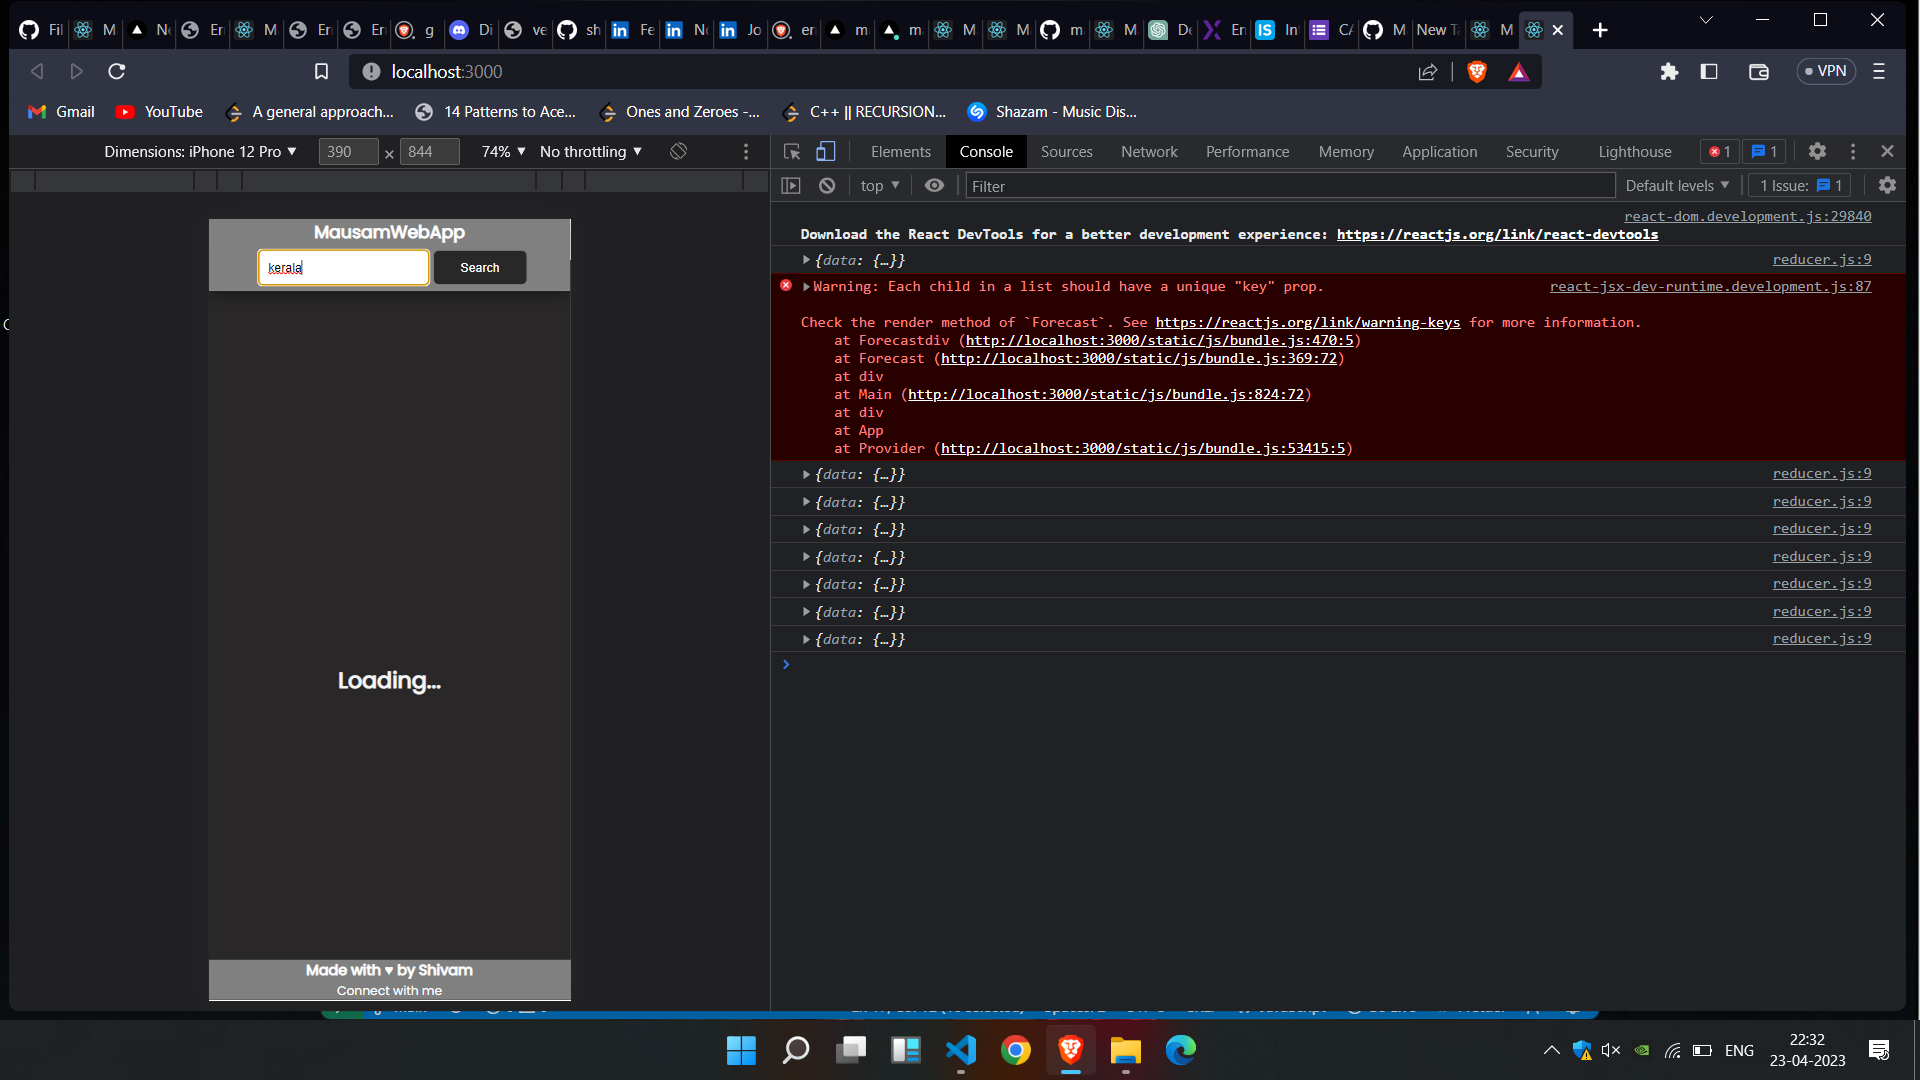 Fil
M
Ne
Er
M
Er
Er
g
Di
ve
sh
Fe
Ne
Jo
er
m
m
M
M
m
M
De
En
In
CA
M
New Ta
M
localhost:3000
VPN
Gmail
YouTube
A general approach...
14 Patterns to Ace...
Ones and Zeroes -...
C++ || RECURSION...
Shazam - Music Dis...
Dimensions: iPhone 12 Pro
390
×
844
74%
No throttling
Elements
Console
Sources
Network
Performance
Memory
Application
Security
Lighthouse
1
1
top
Filter
Default levels
1 Issue:
1
MausamWebApp
kerala
Search
Loading...
Made with ♥ by Shivam
Connect with me
react-dom.development.js:29840
Download the React DevTools for a better development experience: https://reactjs.org/link/react-devtools
{data: {…}} reducer.js:9
Warning: Each child in a list should have a unique "key" prop. react-jsx-dev-runtime.development.js:87
Check the render method of `Forecast`. See https://reactjs.org/link/warning-keys for more information.
at Forecastdiv (http://localhost:3000/static/js/bundle.js:470:5)
at Forecast (http://localhost:3000/static/js/bundle.js:369:72)
at div
at Main (http://localhost:3000/static/js/bundle.js:824:72)
at div
at App
at Provider (http://localhost:3000/static/js/bundle.js:53415:5)
{data: {…}} reducer.js:9
{data: {…}} reducer.js:9
{data: {…}} reducer.js:9
{data: {…}} reducer.js:9
{data: {…}} reducer.js:9
{data: {…}} reducer.js:9
{data: {…}} reducer.js:9
ENG
22:32
23-04-2023